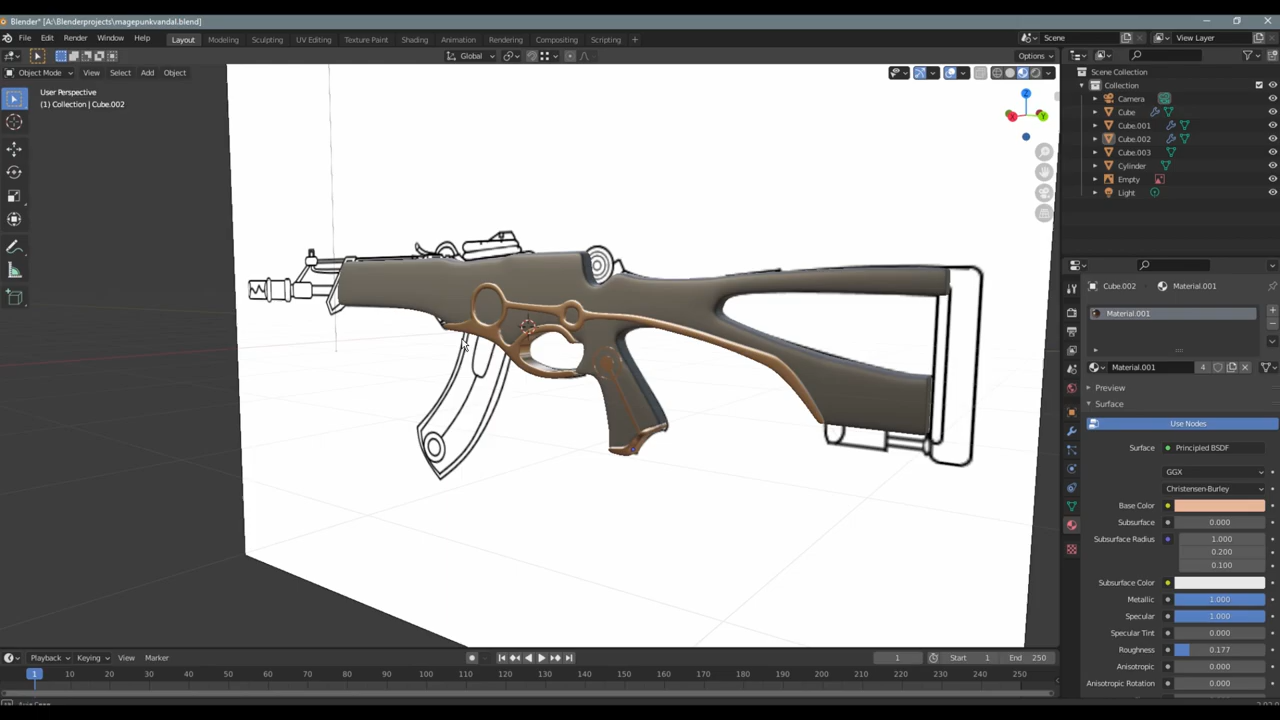 Blender* [A:\Blenderprojects\magepunkvandal.blend]
File Edit Render Window Help Layout Modeling Sculpting UV Editing Texture Paint Shading Animation Rendering Compositing Scripting + Scene View Layer
Global Options
Object Mode View Select Add Object
User Perspective
(1) Collection | Cube.002
Z
X
Y
Scene Collection
Collection
Camera
Cube
Cube.001
Cube.002
Cube.003
Cylinder
Empty
Light
Cube.002 Material.001
Material.001
Material.001 4
Preview
Surface
Use Nodes
Surface Principled BSDF
GGX
Christensen-Burley
Base Color
Subsurface 0.000
Subsurface Radius 1.000
0.200
0.100
Subsurface Color
Metallic 1.000
Specular 1.000
Specular Tint 0.000
Roughness 0.177
Anisotropic 0.000
Anisotropic Rotation 0.000
Playback Keying View Marker 1 Start 1 End 250
1 10 20 30 40 50 60 70 80 90 100 110 120 130 140 150 160 170 180 190 200 210 220 230 240 250